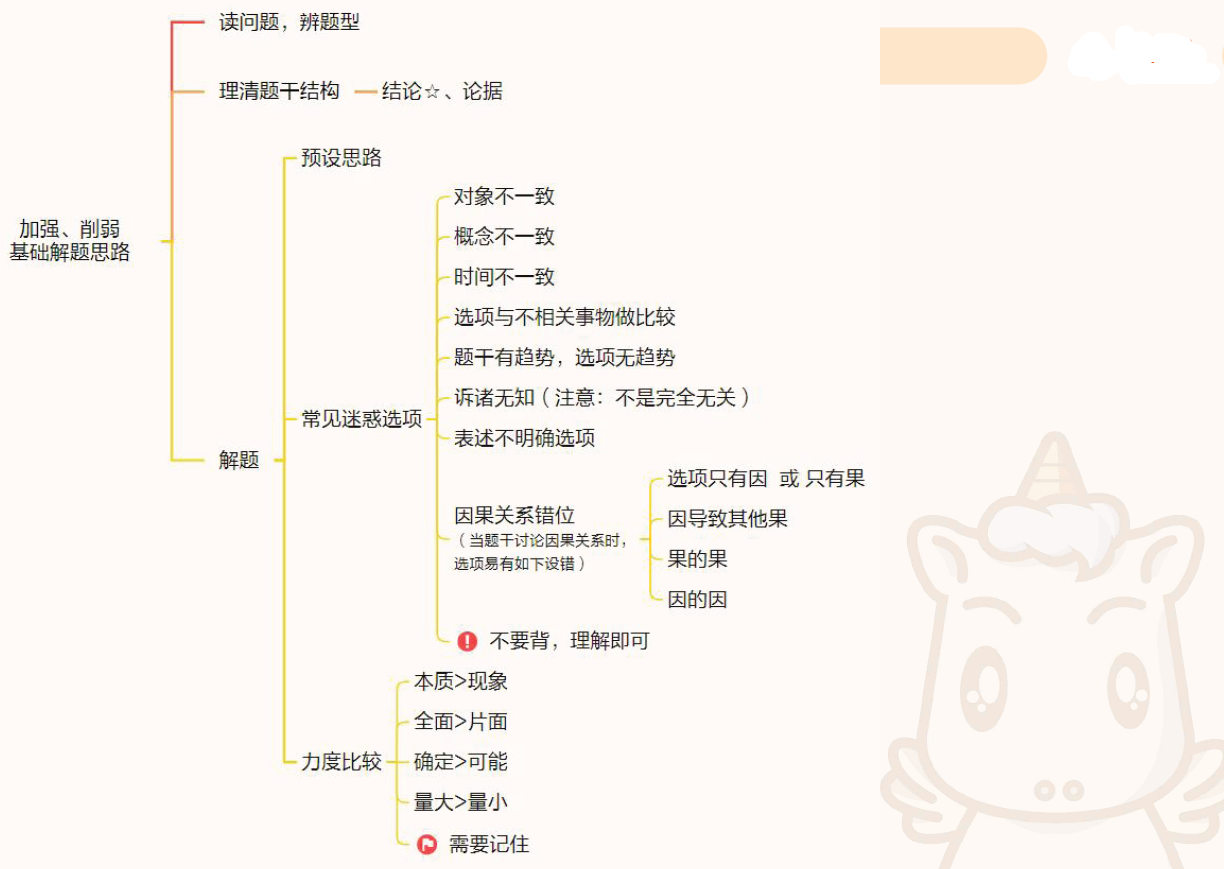 读问题，辨题型
理清题干结构
结论☆、论据
预设思路
对象不一致
概念不一致
时间不一致
选项与不相关事物做比较
题干有趋势，选项无趋势
诉诸无知（注意：不是完全无关）
表述不明确选项
加强、削弱
基础解题思路
常见迷惑选项
解题
因果关系错位
（当题干讨论因果关系时，
选项易有如下设错）
选项只有因 或 只有果
因导致其他果
果的果
因的因
不要背，理解即可
力度比较
本质>现象
全面>片面
确定>可能
量大>量小
需要记住